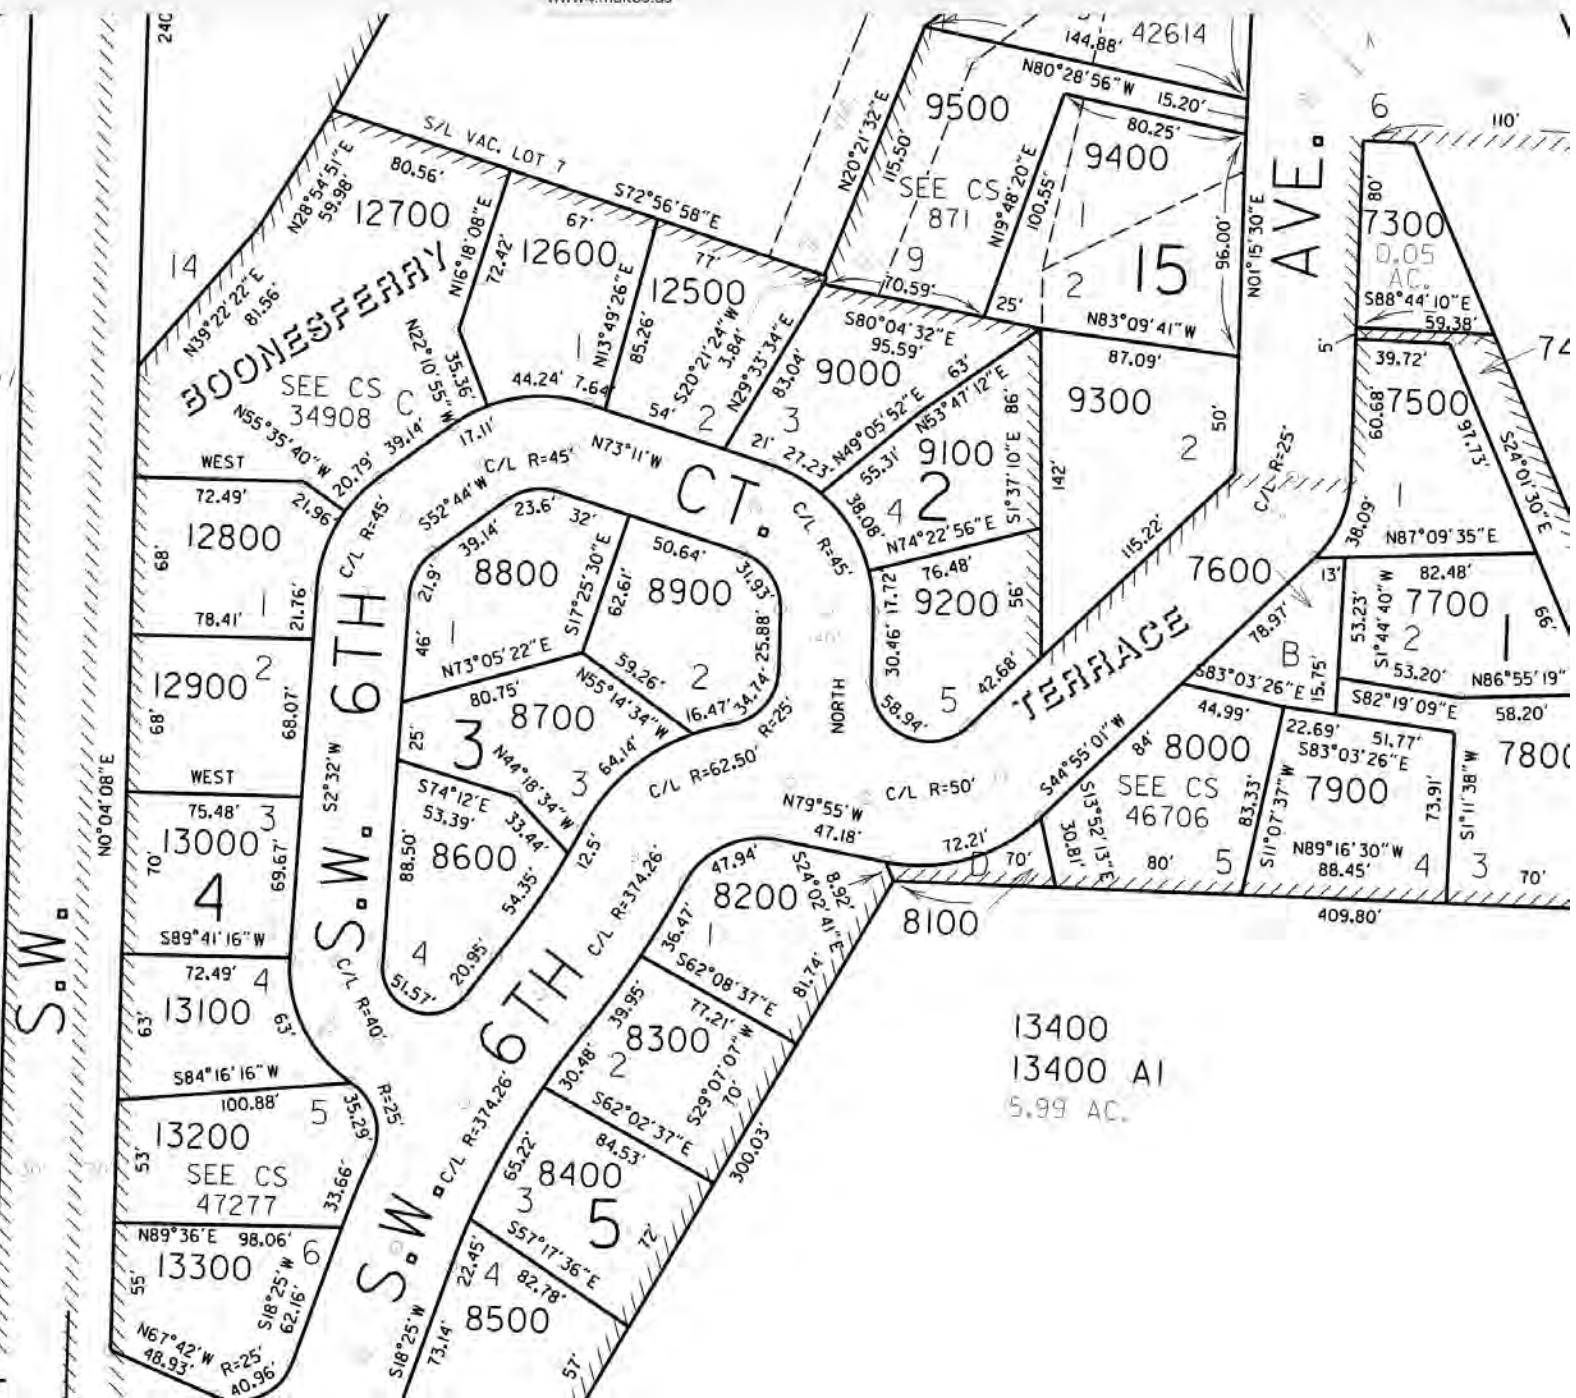 240
144.88'
42614
N80°28'56"W
15.20'
80.25'
6
110'
S/L VAC. LOT 7
80.56'
S72°56'58"E
N28°54'51"E
59.98'
12700
N16°18'08"E
72.42'
67'
12600
N13°49'26"E
85.26'
1
77'
12500
S20°21'24"W
3.84'
2
N29°33'34"E
83.04'
N20°21'32"E
115.50'
9500
SEE CS
871
9
70.59'
N19°48'20"E
100.55'
25'
9400
1
2
15
96.00'
N01°15'30"E
N83°09'41"W
87.09'
AVE.
80'
7300
0.05
AC.
S88°44'10"E
59.38'
5'
74
14
N39°22'22"E
81.56'
BOONESFERRY
SEE CS
34908
C
N22°10'55"W
35.36'
N55°35'40"W
20.79'
39.14'
17.11'
44.24'
7.64'
54'
21'
27.23'
S80°04'32"E
95.59'
9000
3
63'
N49°05'52"E
N53°47'12"E
55.31'
86'
9100
4
2
38.08'
S1°37'10"E
N74°22'56"E
76.48'
9200
56'
5
17.72'
30.46'
58.94'
42.68'
142'
9300
2
50'
115.22'
C/L R=25'
39.72'
7500
60.68'
97.73'
S24°01'30"E
1
38.09'
N87°09'35"E
WEST
72.49'
21.96'
12800
68'
1
78.41'
21.76'
C/L R=45'
S52°44'W
C/L R=45'
N73°11'W
CT.
C/L R=45'
23.6'
32'
39.14'
21.9'
8800
46'
1
S17°25'30"E
62.61'
50.64'
8900
31.93'
25.88'
2
34.74'
16.47'
59.26'
N55°14'34"W
N73°05'22"E
80.75'
8700
3
64.14'
25'
3
N44°18'34"W
S74°12'E
53.39'
33.44'
8600
88.50'
54.35'
12.5'
4
20.95'
51.57'
12900
2
68'
68.07'
WEST
75.48'
3
13000
70'
69.67'
4
S89°41'16"W
72.49'
4
13100
63'
63'
S84°16'16"W
100.88'
5
35.29'
13200
53'
SEE CS
47277
33.66'
N89°36'E 98.06'
6
13300
55'
S18°25'W
62.16'
N67°42'W
48.93'
R=25'
40.96'
N0°04'08"E
S.W.
S2°32'W
S.W. 6TH
C/L R=40'
R=25'
NORTH
R=25'
C/L R=62.50'
C/L R=50'
N79°55'W
47.18'
72.21'
TERRACE
S44°55'01"W
84'
7600
78.97'
13'
B
15.75'
S83°03'26"E
82.48'
7700
53.23'
S1°44'40"W
2
53.20'
1
66'
N86°55'19"
S82°19'09"E
58.20'
44.99'
8000
SEE CS
46706
S13°52'13"E
30.81'
80'
5
83.33'
S11°07'37"W
22.69'
51.77'
S83°03'26"E
7900
73.91'
N89°16'30"W
88.45'
4
S1°11'38"W
7800
3
70'
409.80'
D
70'
8100
47.94'
8200
1
S24°02'41"E
8.92'
36.47'
81.74'
S62°08'37"E
C/L R=374.26'
S.W. 6TH
C/L R=374.26'
39.95'
77.21'
8300
2
30.48'
S29°07'07"W
70'
S62°02'37"E
84.53'
300.03'
65.22'
8400
3
5
72'
S57°17'36"E
82.78'
22.45'
4
8500
S18°25'W
73.14'
57'
13400
13400 A1
5.99 AC.